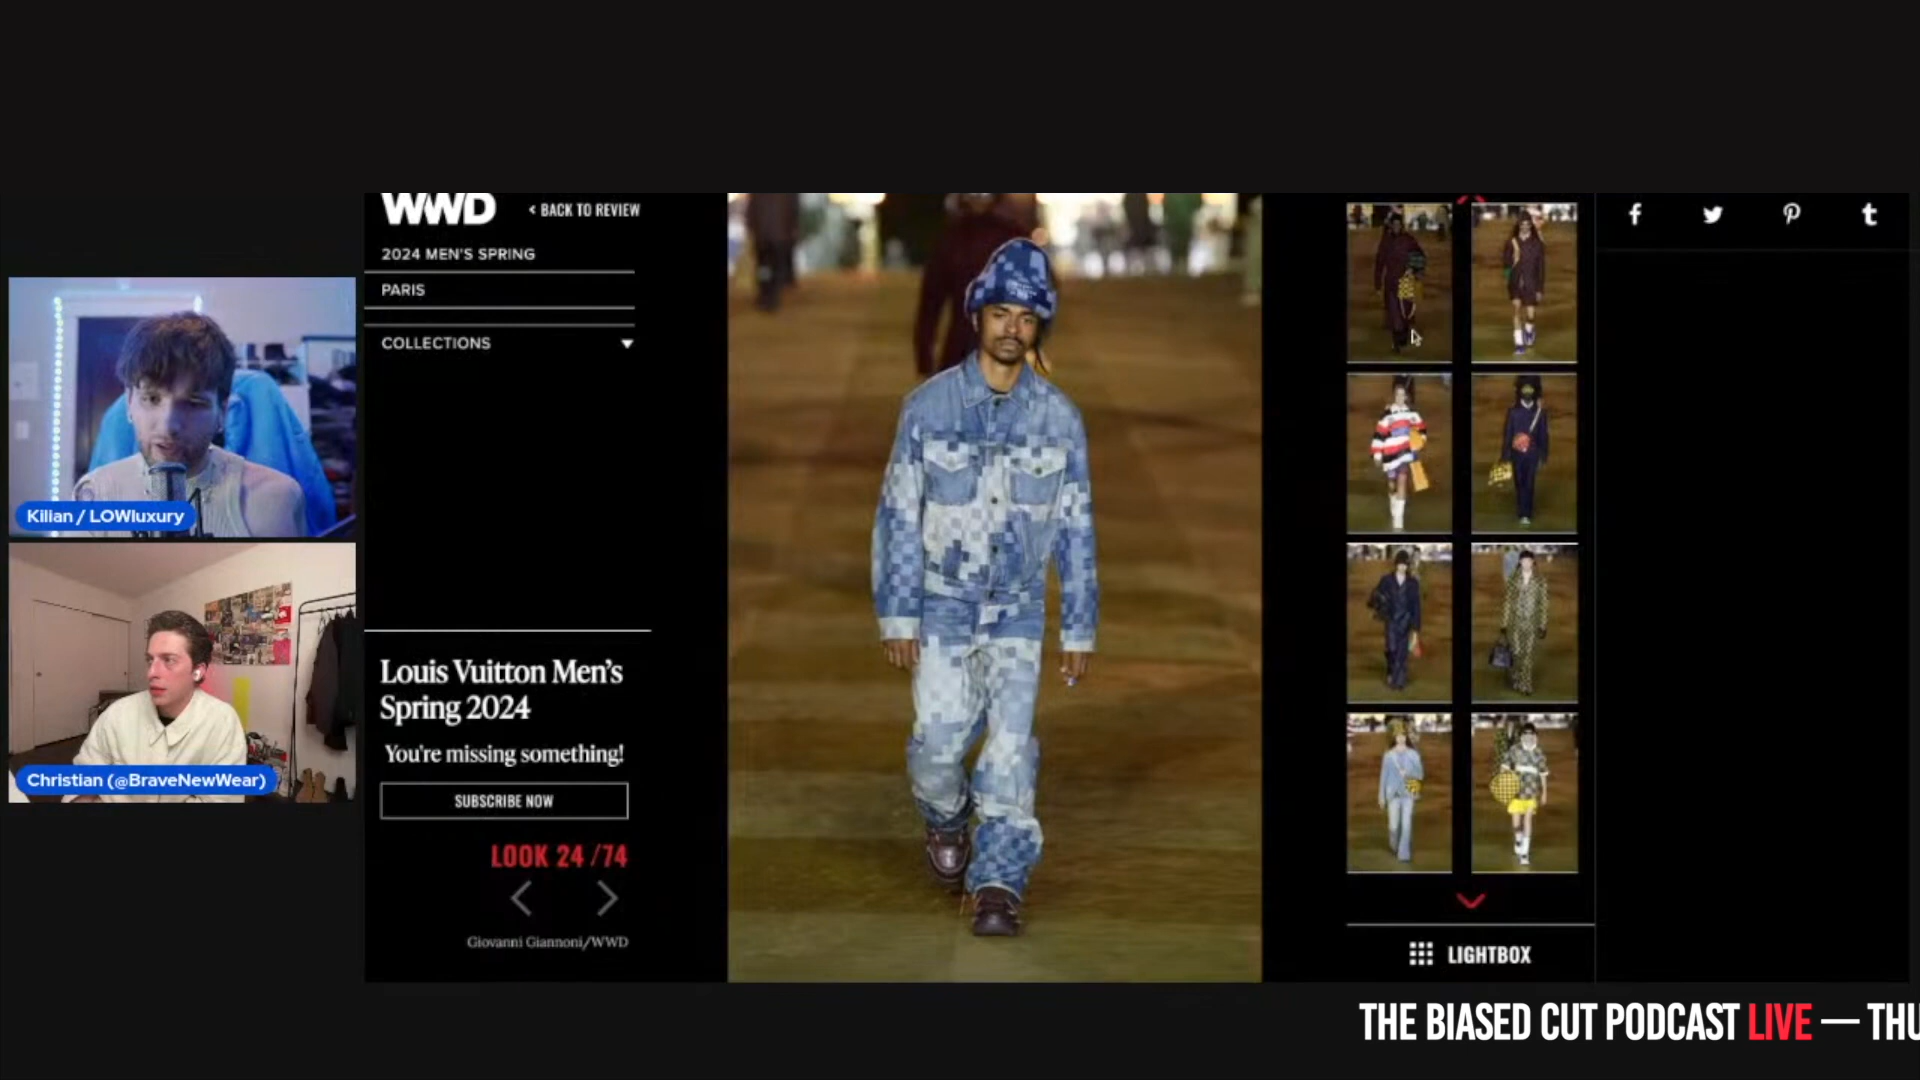 WWD
< BACK TO REVIEW
2024 MEN'S SPRING
PARIS
COLLECTIONS
Kilian / LOWluxury
Christian (@BraveNewWear)
Louis Vuitton Men's
Spring 2024
You're missing something!
SUBSCRIBE NOW
LOOK 24 /74
Giovanni Giannoni/WWD
LIGHTBOX
THE BIASED CUT PODCAST LIVE — THU